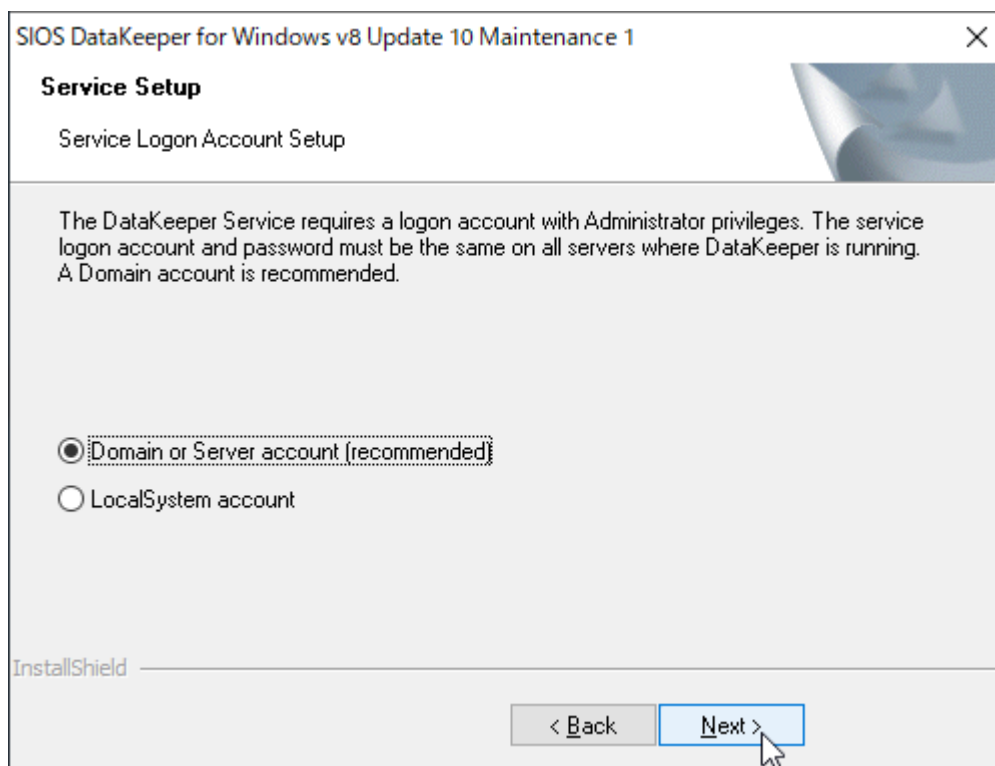 SIOS DataKeeper for Windows v8 Update 10 Maintenance 1
Service Setup
Service Logon Account Setup
The DataKeeper Service requires a logon account with Administrator privileges. The service
logon account and password must be the same on all servers where DataKeeper is running.
A Domain account is recommended.
Domain or Server account (recommended)
LocalSystem account
InstallShield
< Back
Next >